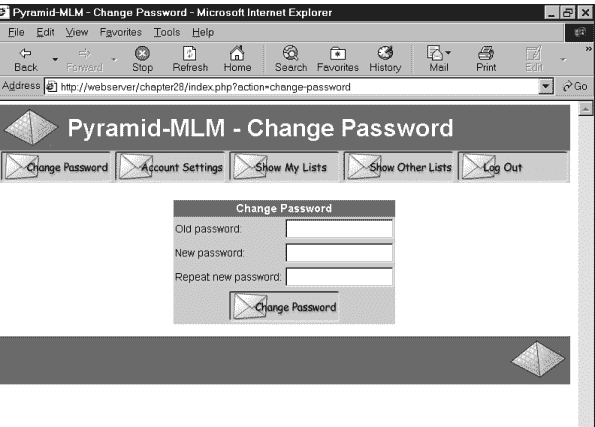 Pyramid-MLM - Change Password - Microsoft Internet Explorer
File Edit View Favorites Tools Help
Back Forward Stop Refresh Home Search Favorites History Mail Print Edit »
Address http://webserver/chapter28/index.php?action=change-password Go
Pyramid-MLM - Change Password
Change Password Account Settings Show My Lists Show Other Lists Log Out
Change Password
Old password:
New password:
Repeat new password:
Change Password